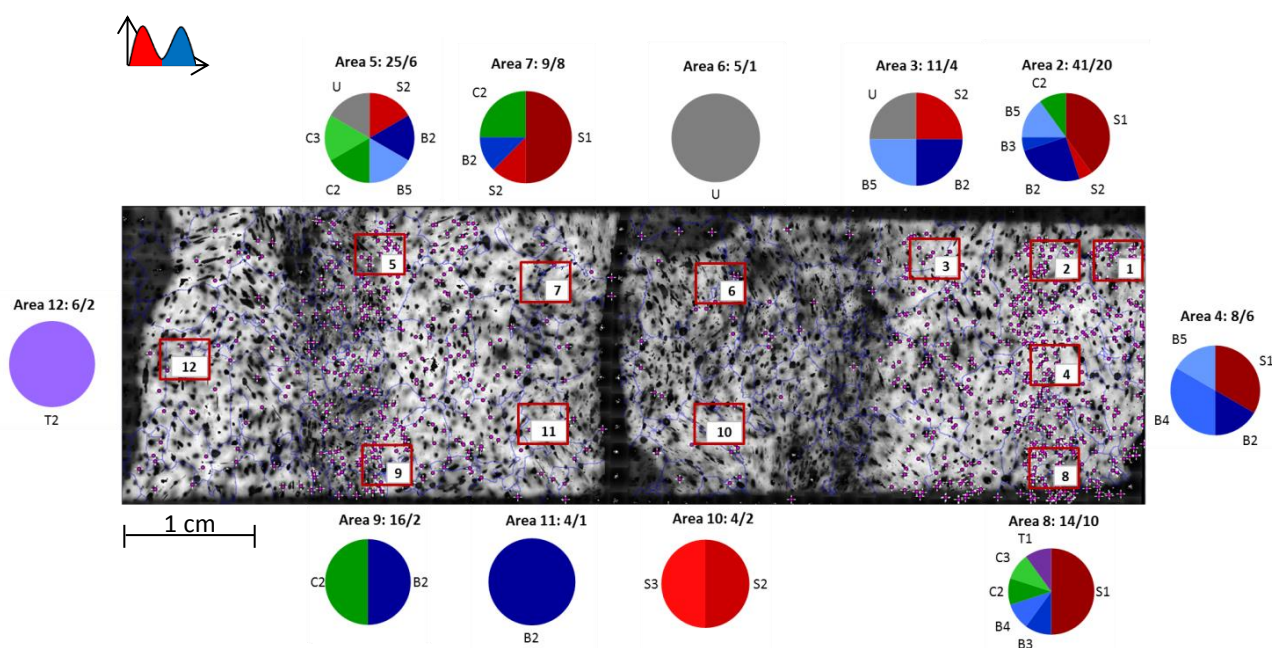 Area 5: 25/6
U
S2
C3
B2
C2
B5
Area 7: 9/8
C2
S1
B2
S2
Area 6: 5/1
U
Area 3: 11/4
U
S2
B5
B2
Area 2: 41/20
C2
B5
S1
B3
B2
S2
5
7
6
3
2
1
12
4
11
10
9
8
Area 12: 6/2
T2
Area 4: 8/6
B5
S1
B4
B2
1 cm
Area 9: 16/2
C2
B2
Area 11: 4/1
B2
Area 10: 4/2
S3
S2
Area 8: 14/10
T1
C3
C2
S1
B4
B3